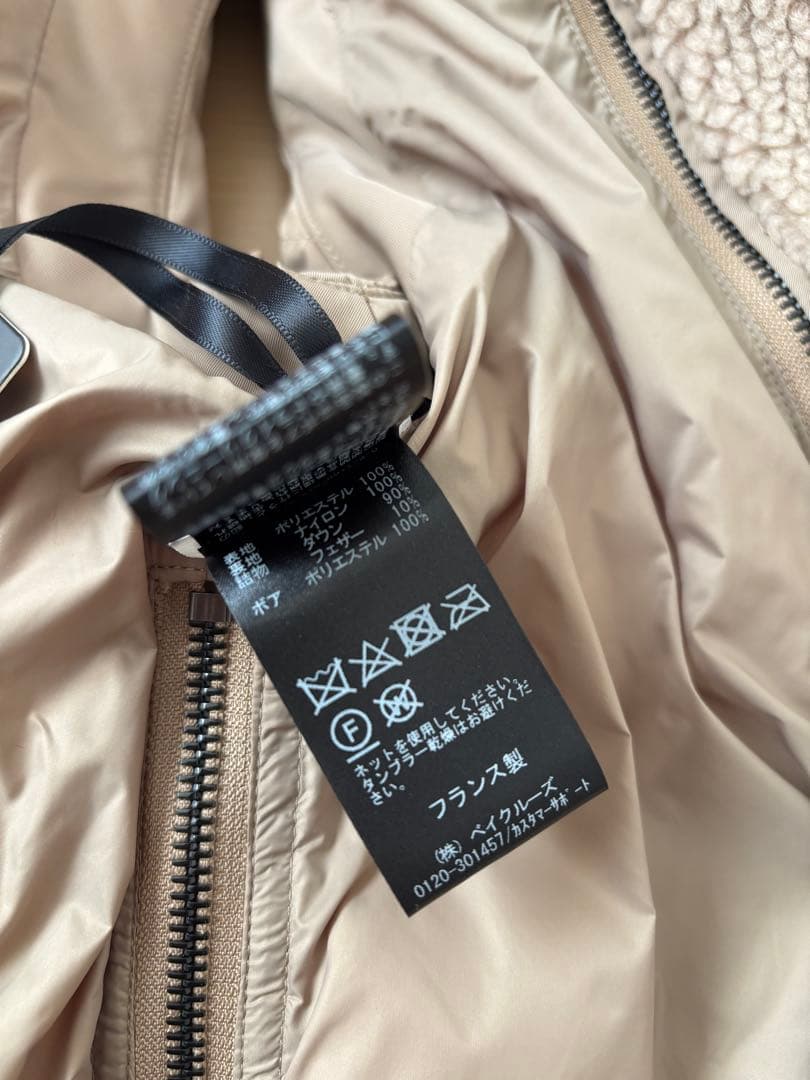 表地 ポリエステル 100%
裏地 ナイロン 100%
詰物 ダウン 90%
フェザー 10%
ボア ポリエステル 100%
F W
ネットを使用してください。
タンブラー乾燥はお避けくだ
さい。
フランス製
(株) ベイクルーズ
0120-301457/カスタマーサポート